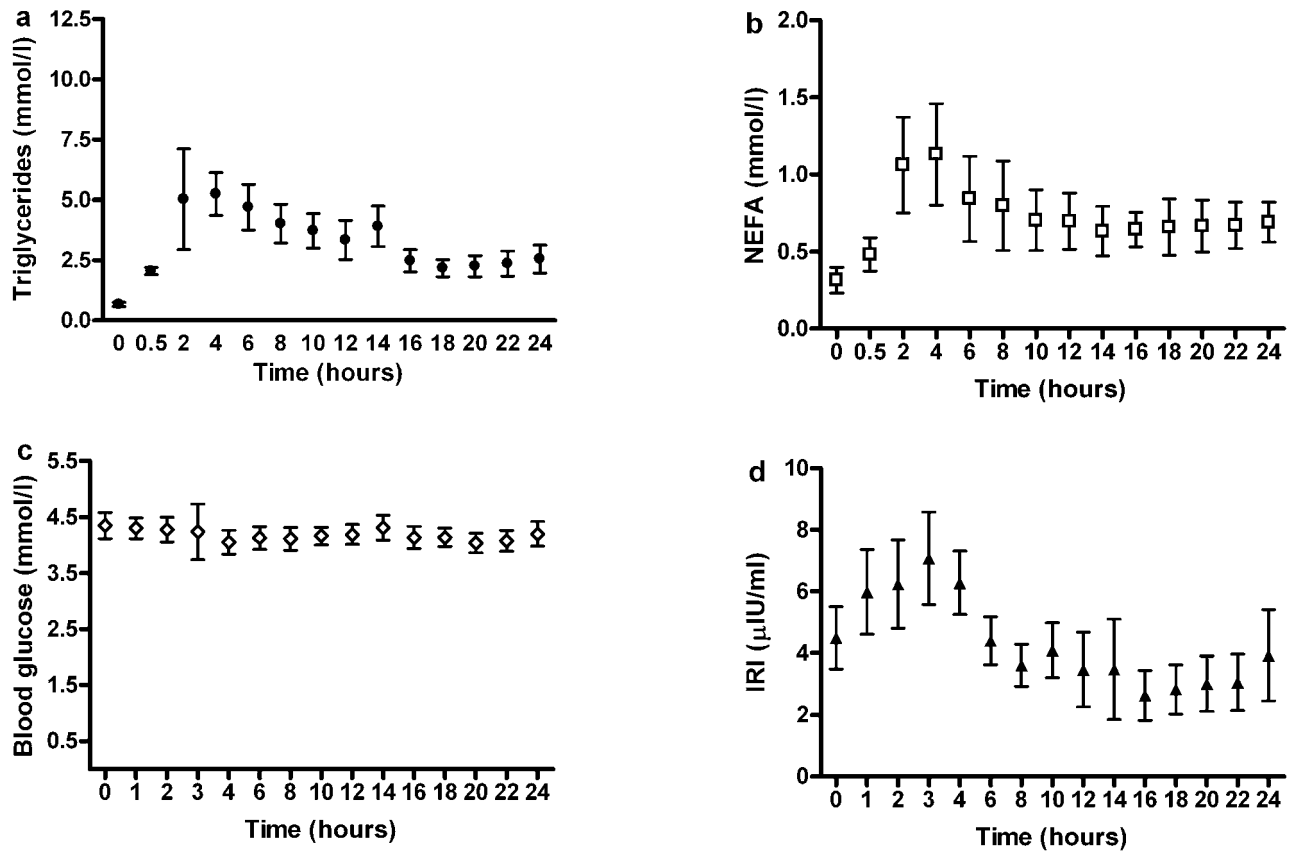 a
12.5
10.0
7.5
5.0
2.5
0.0
Triglycerides (mmol/l)
0 0.5 2 4 6 8 10 12 14 16 18 20 22 24
Time (hours)
b
2.0
1.5
1.0
0.5
0.0
NEFA (mmol/l)
0 0.5 2 4 6 8 10 12 14 16 18 20 22 24
Time (hours)
c
5.5
4.5
3.5
2.5
1.5
0.5
Blood glucose (mmol/l)
0 1 2 3 4 6 8 10 12 14 16 18 20 22 24
Time (hours)
d
10
8
6
4
2
0
IRI (μIU/ml)
0 1 2 3 4 6 8 10 12 14 16 18 20 22 24
Time (hours)